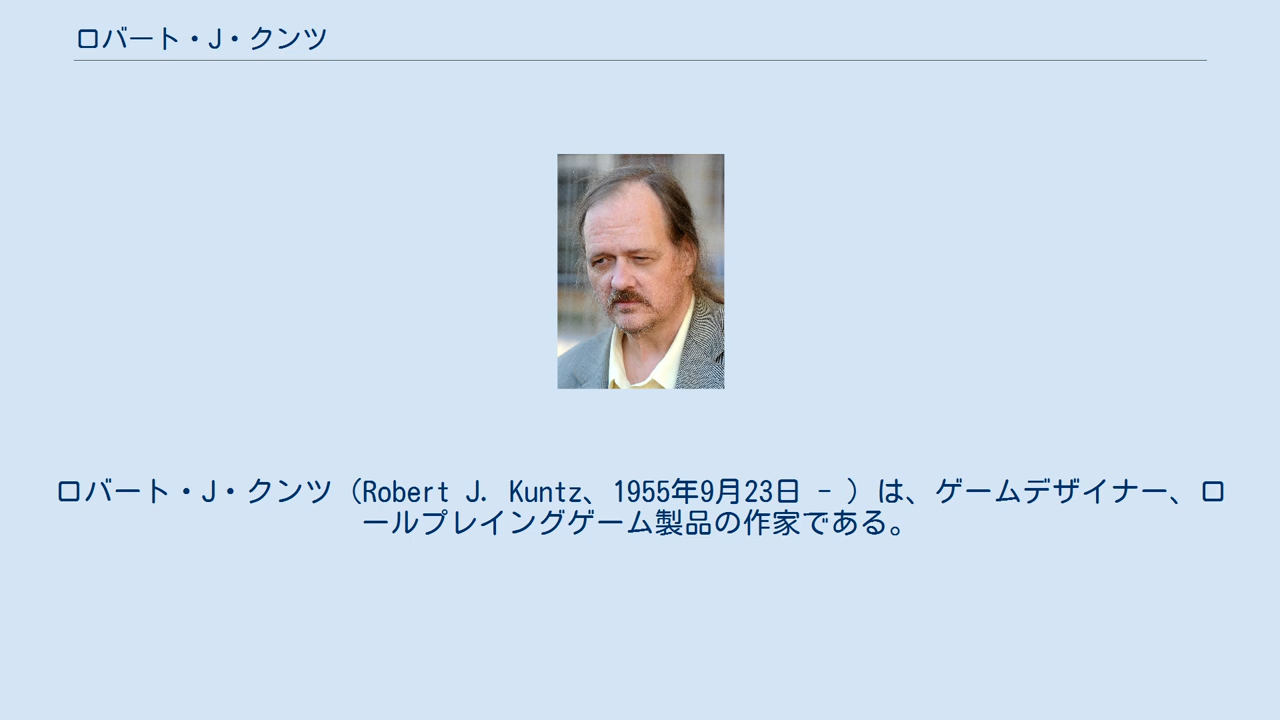 ロバート・J・クンツ
ロバート・J・クンツ（Robert J. Kuntz、1955年9月23日 - ）は、ゲームデザイナー、ロ
ールプレイングゲーム製品の作家である。